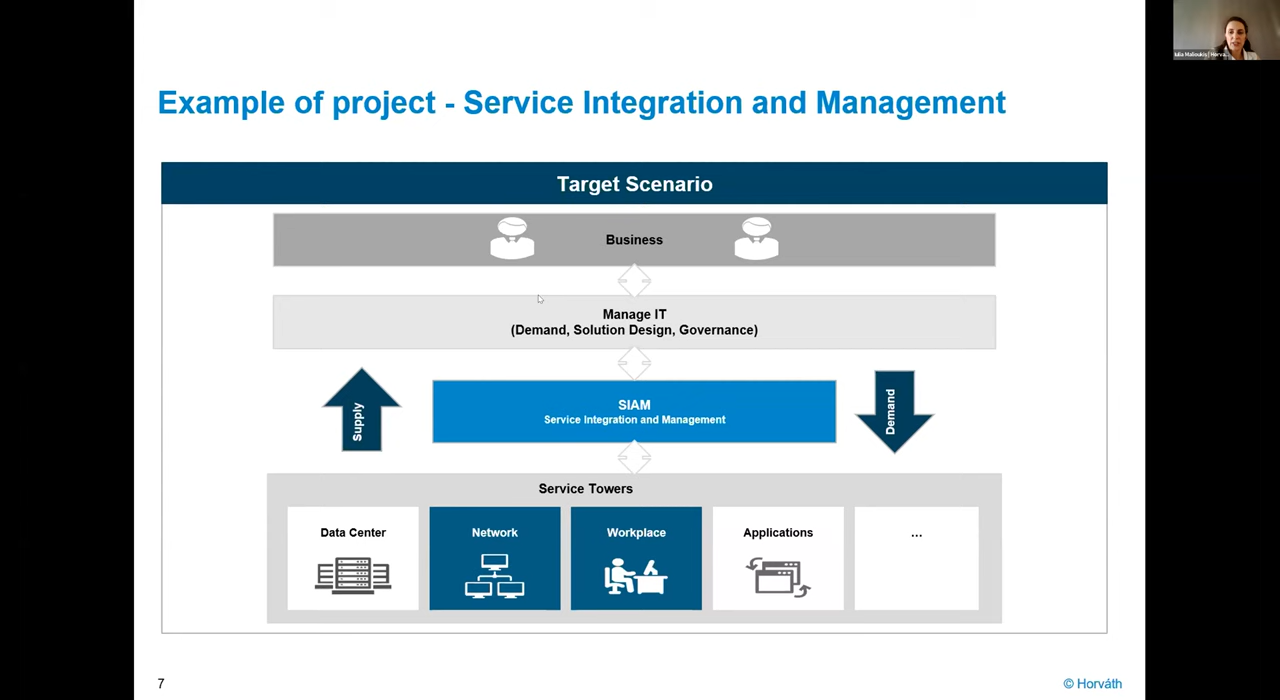 Example of project - Service Integration and Management
Target Scenario
Business
Manage IT
(Demand, Solution Design, Governance)
Supply
SIAM
Service Integration and Management
Demand
Service Towers
Data Center
Network
Workplace
Applications
...
7
© Horváth